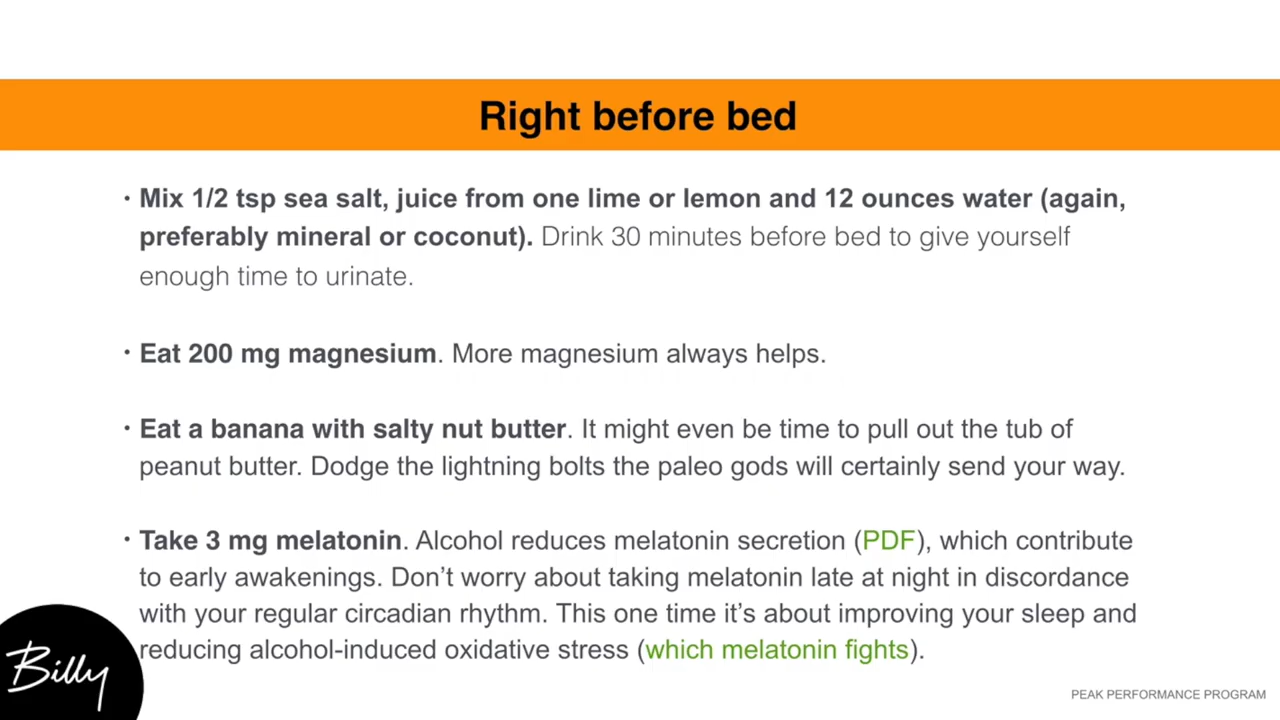 Right before bed
· Mix 1/2 tsp sea salt, juice from one lime or lemon and 12 ounces water (again,
preferably mineral or coconut). Drink 30 minutes before bed to give yourself
enough time to urinate.
· Eat 200 mg magnesium. More magnesium always helps.
· Eat a banana with salty nut butter. It might even be time to pull out the tub of
peanut butter. Dodge the lightning bolts the paleo gods will certainly send your way.
· Take 3 mg melatonin. Alcohol reduces melatonin secretion (PDF), which contribute
to early awakenings. Don’t worry about taking melatonin late at night in discordance
with your regular circadian rhythm. This one time it’s about improving your sleep and
reducing alcohol-induced oxidative stress (which melatonin fights).
Billy
PEAK PERFORMANCE PROGRAM